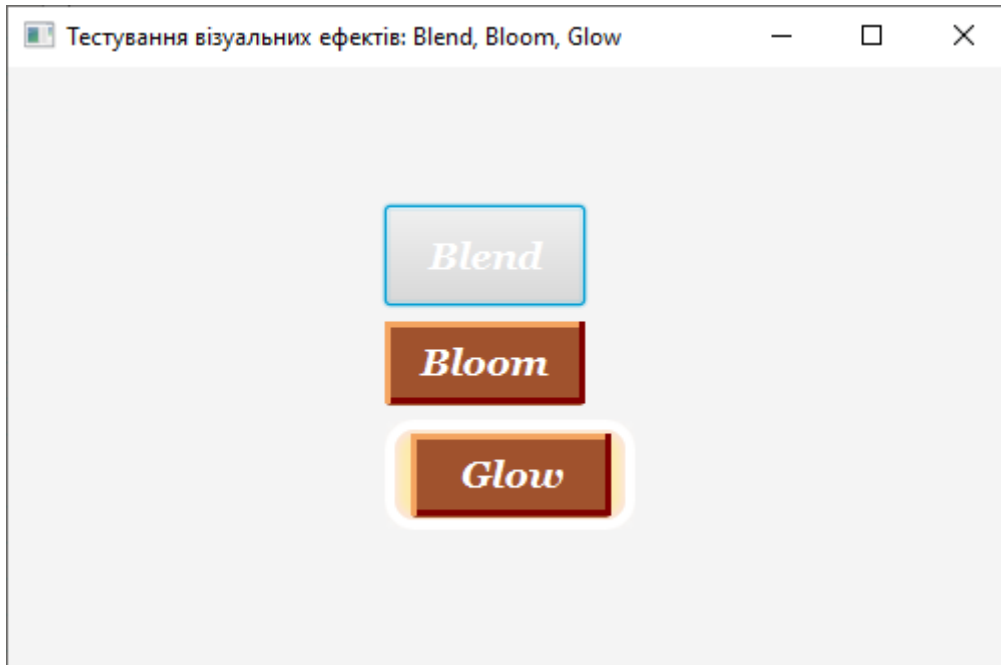 Тестування візуальних ефектів: Blend, Bloom, Glow
Blend
Bloom
Glow